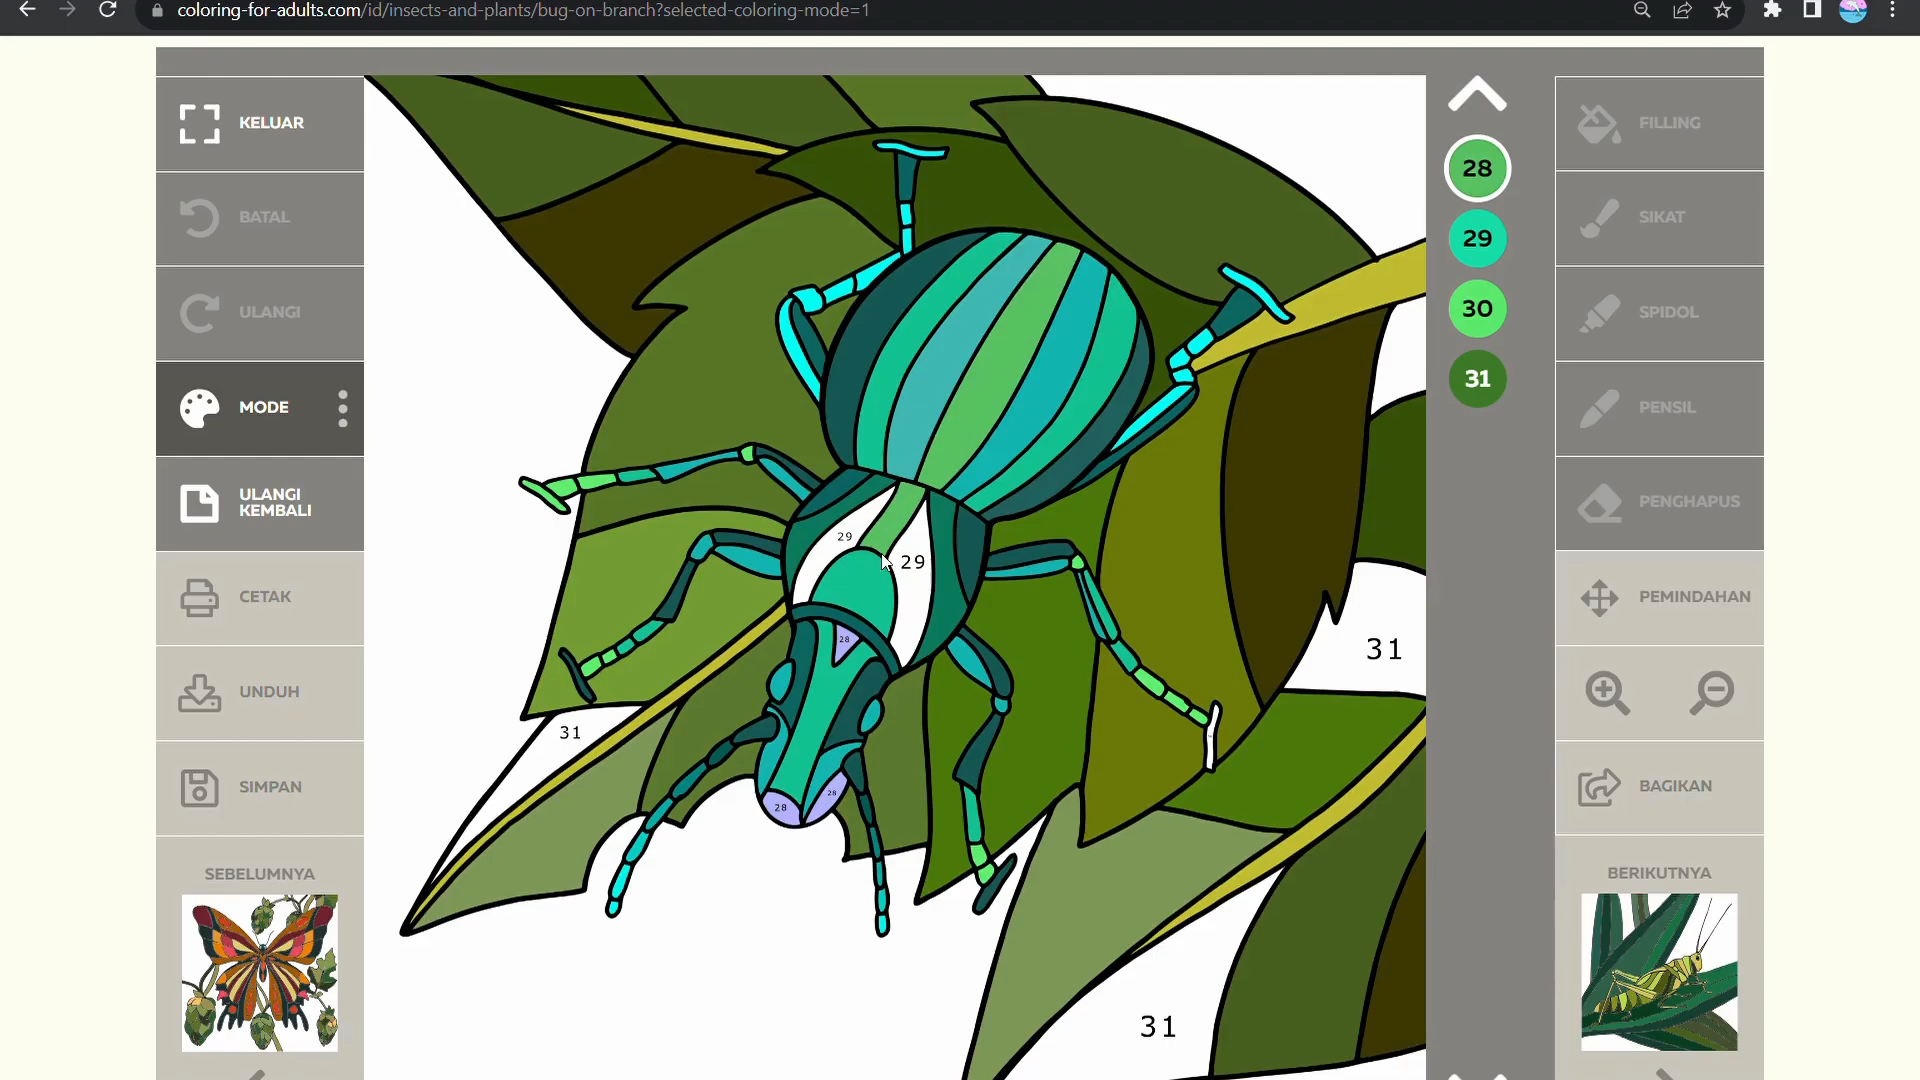 coloring-for-adults.com/id/insects-and-plants/bug-on-branch?selected-coloring-mode=1
KELUAR
BATAL
ULANGI
MODE
ULANGI
KEMBALI
CETAK
UNDUH
SIMPAN
SEBELUMNYA
29
29
28
31
28
28
31
31
28
29
30
31
FILLING
SIKAT
SPIDOL
PENSIL
PENGHAPUS
PEMINDAHAN
BAGIKAN
BERIKUTNYA